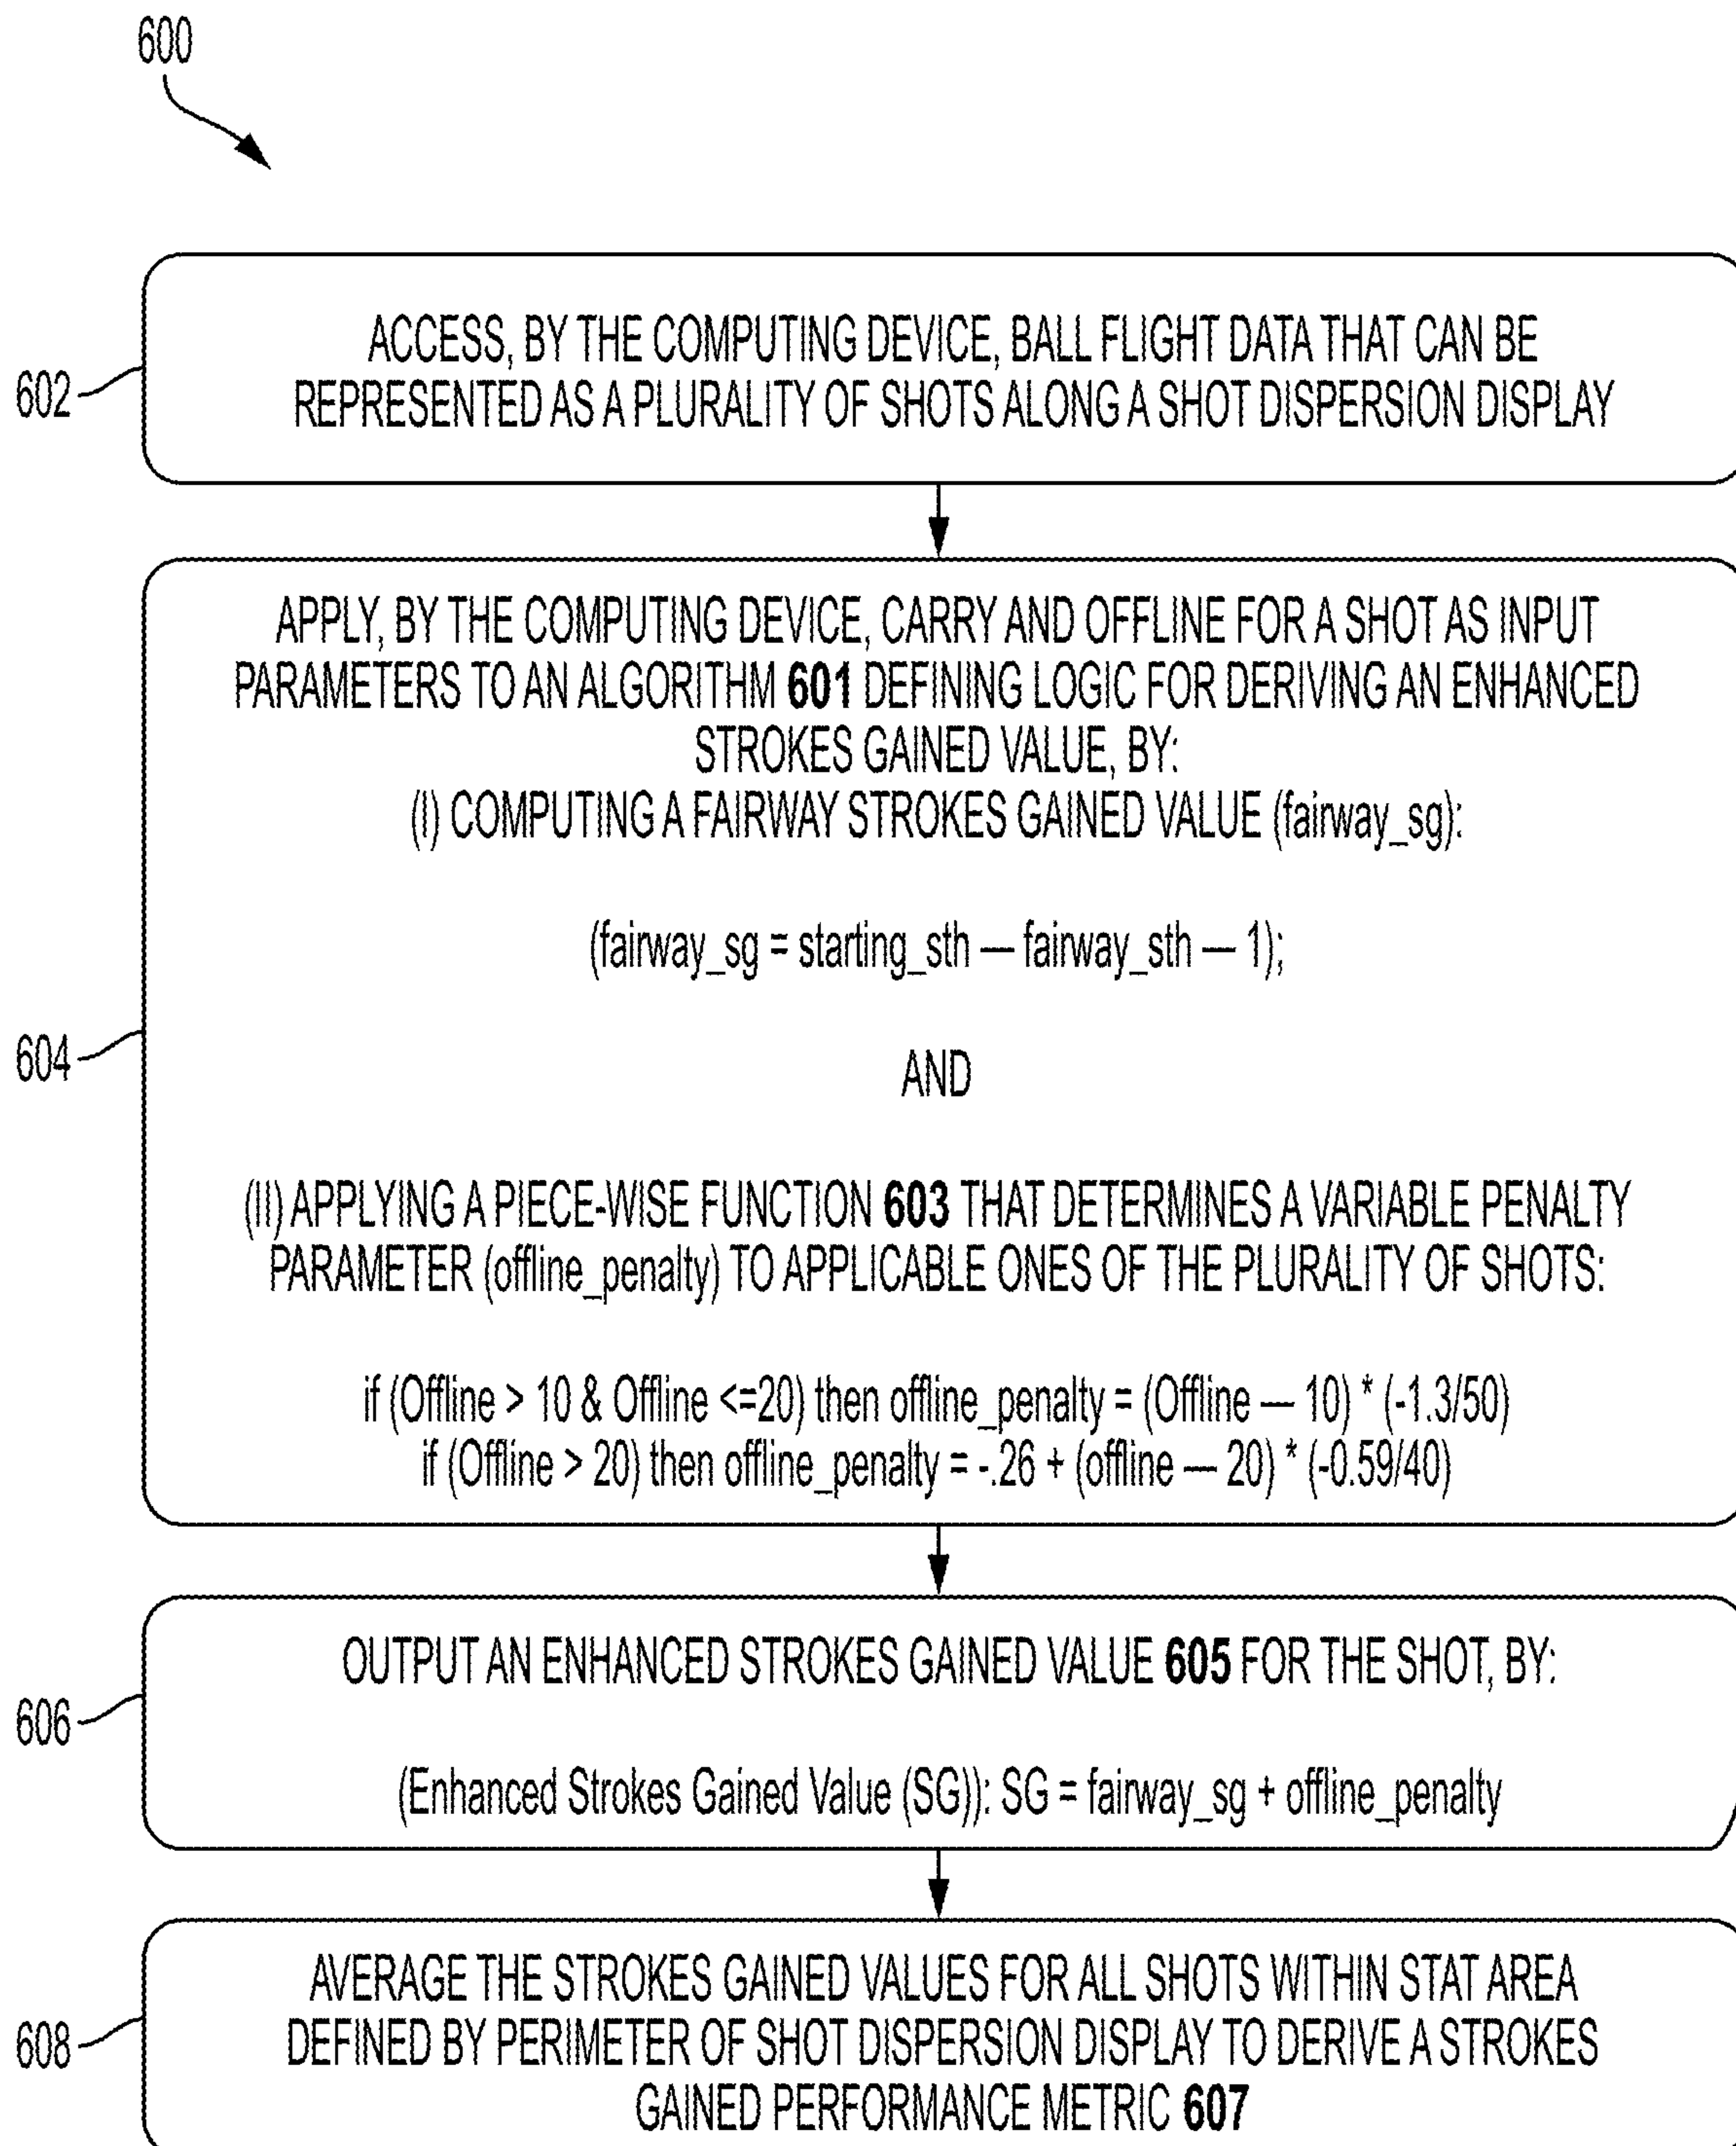 600
602
ACCESS, BY THE COMPUTING DEVICE, BALL FLIGHT DATA THAT CAN BE
REPRESENTED AS A PLURALITY OF SHOTS ALONG A SHOT DISPERSION DISPLAY
604
APPLY, BY THE COMPUTING DEVICE, CARRY AND OFFLINE FOR A SHOT AS INPUT
PARAMETERS TO AN ALGORITHM 601 DEFINING LOGIC FOR DERIVING AN ENHANCED
STROKES GAINED VALUE, BY:
(I) COMPUTING A FAIRWAY STROKES GAINED VALUE (fairway_sg):
(fairway_sg = starting_sth — fairway_sth — 1);
AND
(II) APPLYING A PIECE-WISE FUNCTION 603 THAT DETERMINES A VARIABLE PENALTY
PARAMETER (offline_penalty) TO APPLICABLE ONES OF THE PLURALITY OF SHOTS:
if (Offline > 10 & Offline <=20) then offline_penalty = (Offline — 10) * (-1.3/50)
if (Offline > 20) then offline_penalty = -.26 + (offline — 20) * (-0.59/40)
606
OUTPUT AN ENHANCED STROKES GAINED VALUE 605 FOR THE SHOT, BY:
(Enhanced Strokes Gained Value (SG)): SG = fairway_sg + offline_penalty
608
AVERAGE THE STROKES GAINED VALUES FOR ALL SHOTS WITHIN STAT AREA
DEFINED BY PERIMETER OF SHOT DISPERSION DISPLAY TO DERIVE A STROKES
GAINED PERFORMANCE METRIC 607